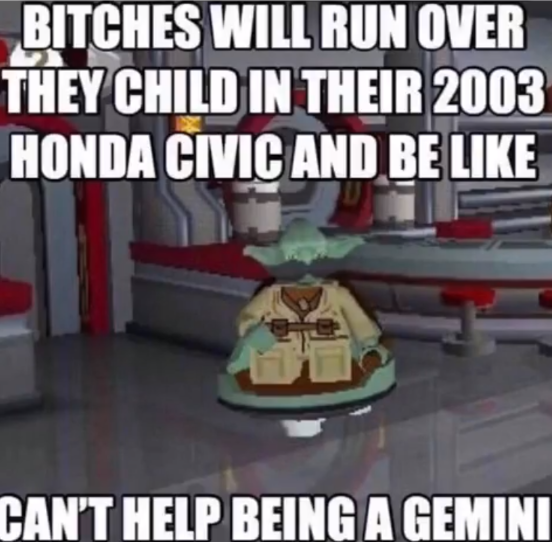 BITCHES WILL RUN OVER
THEY CHILD IN THEIR 2003
HONDA CIVIC AND BE LIKE
CAN'T HELP BEING A GEMINI